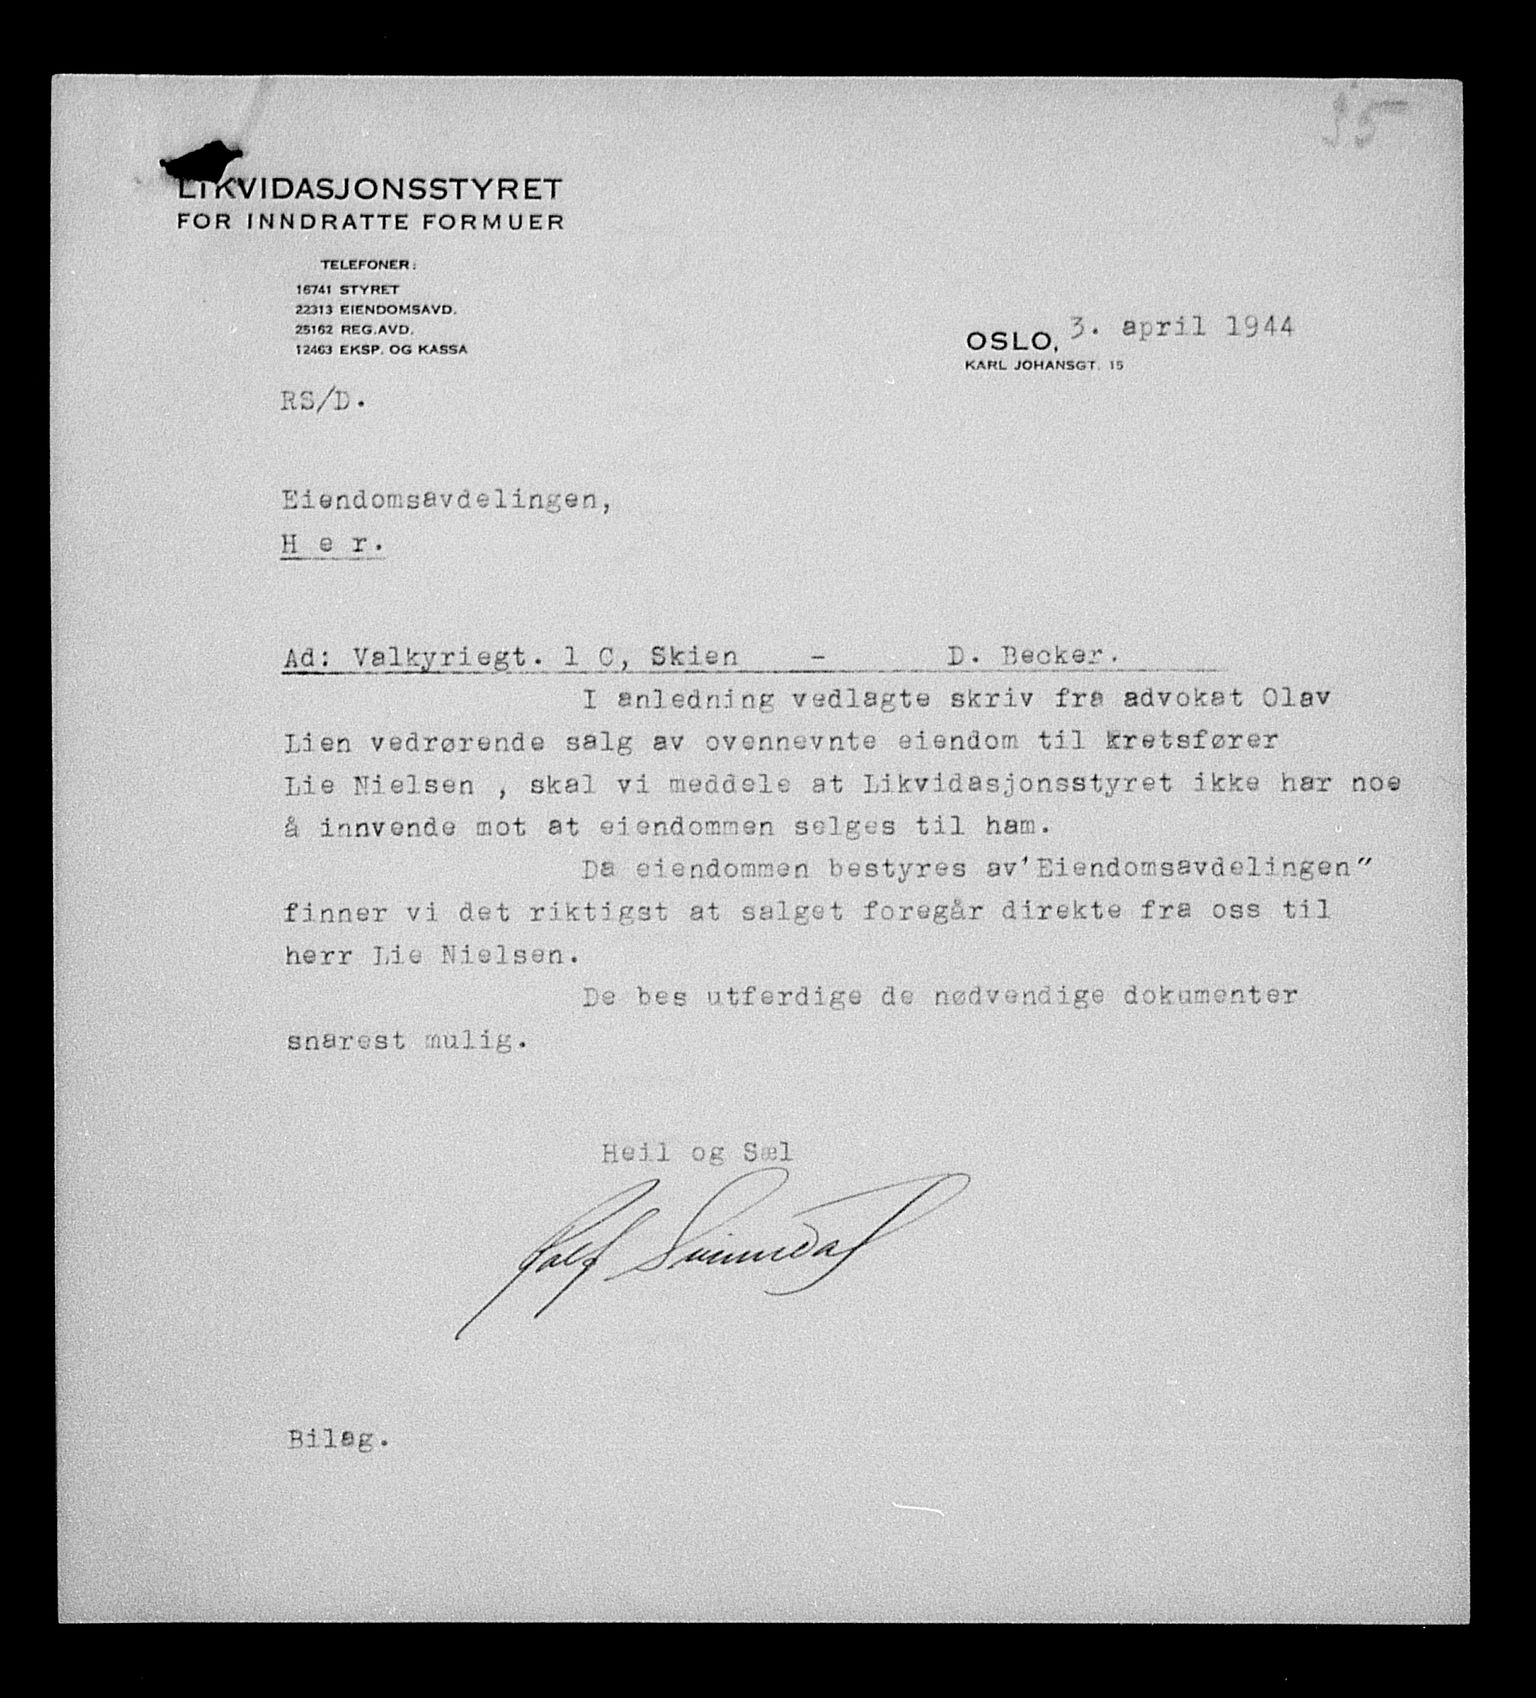 35
LIKVIDASJONSSTYRET
FOR INNDRATTE FORMUER
TELEFONER:
16741 STYRET
22313 EIENDOMSAVD.
25162 REG.AVD.
12463 EKSP. OG KASSA
OSLO, 3. april 1944
KARL JOHANSGT. 15
RS/D.
Eiendomsavdelingen,
H e r.
Ad: Valkyriegt. 1 C, Skien - D. Becker.
I anledning vedlagte skriv fra advokat Olav
Lien vedrørende salg av ovennevnte eiendom til kretsfører
Lie Nielsen , skal vi meddele at Likvidasjonsstyret ikke har noe
å innvende mot at eiendommen selges til ham.
Da eiendommen bestyres av'Eiendomsavdelingen"
finner vi det riktigst at salget foregår direkte fra oss til
herr Lie Nielsen.
De bes utferdige de nødvendige dokumenter
snarest mulig.
Heil og Sæl
Rolf Svinndal
Bilag.